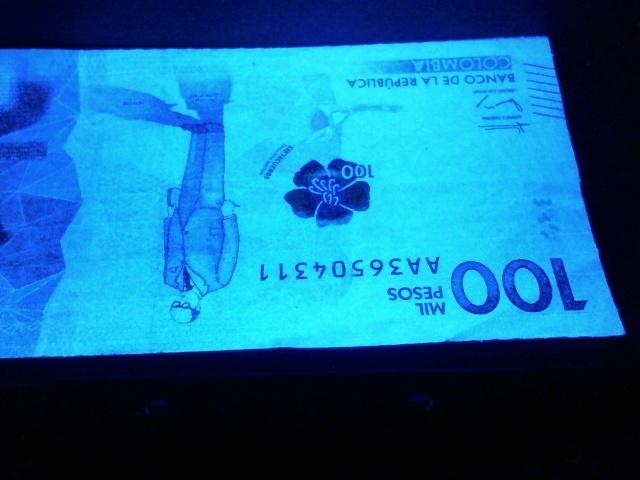 100
MIL
PESOS
AA36504311
100
BANCO DE LA REPÚBLICA
COLOMBIA